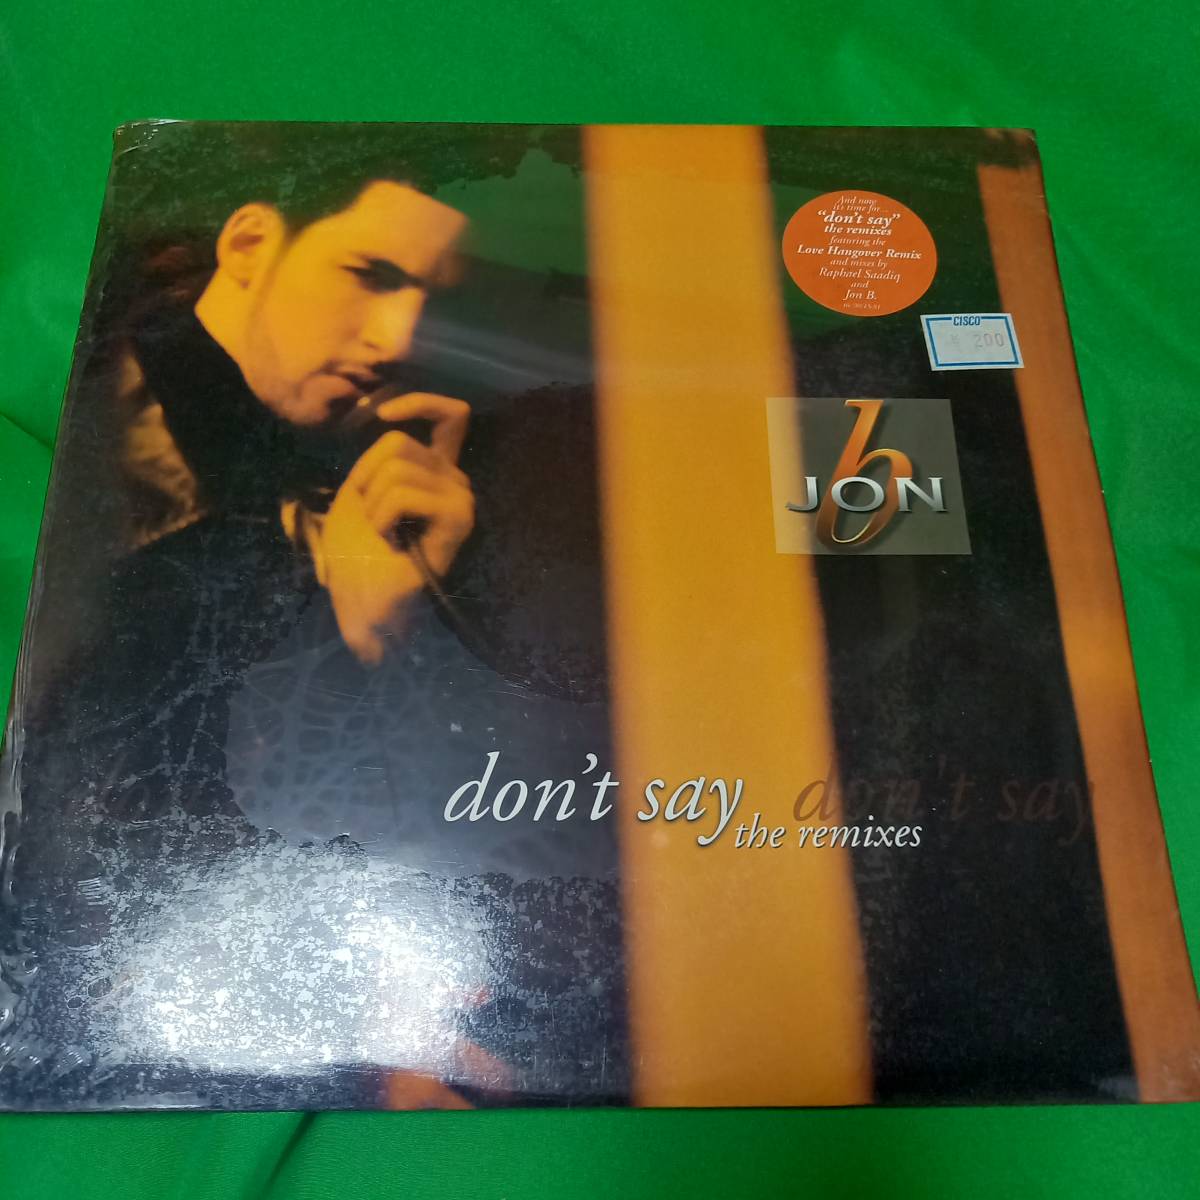 And now
it's time for...
"don't say"
the remixes
featuring the
Love Hangover Remix
and mixes by
Raphael Saadiq
and
Jon B.
CISCO
200
b
JON
don't say
don't say
the remixes